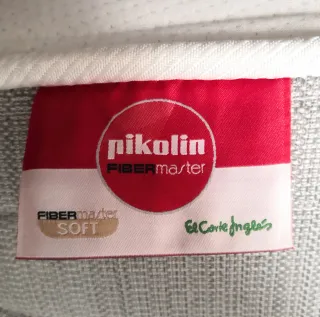 pikolin
FIBERmaster
FIBERmaster
SOFT
El Corte Inglés